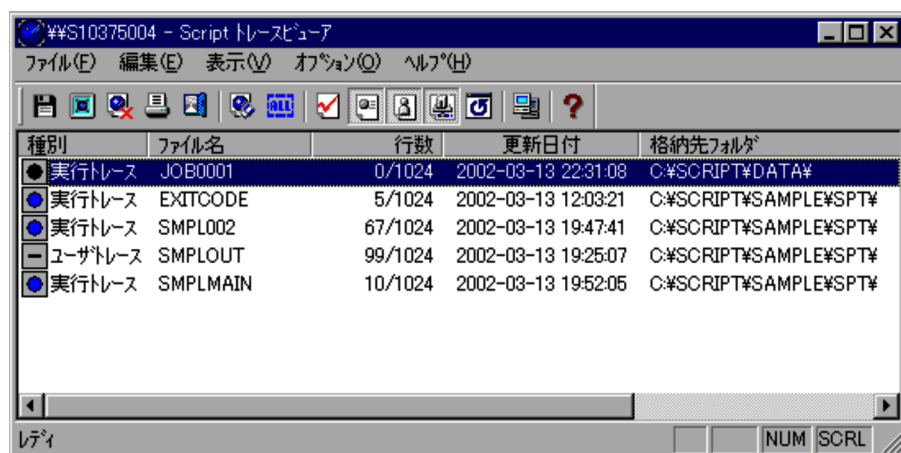 ¥¥S10375004 - Script ﾄﾚｰｽﾋﾞｭｰｱ
ﾌｧｲﾙ(F) 編集(E) 表示(V) ｵﾌﾟｼｮﾝ(O) ﾍﾙﾌﾟ(H)
ALL
種別 ﾌｧｲﾙ名 行数 更新日付 格納先ﾌｫﾙﾀﾞ
実行ﾄﾚｰｽ JOB0001 0/1024 2002-03-13 22:31:08 C:¥SCRIPT¥DATA¥
実行ﾄﾚｰｽ EXITCODE 5/1024 2002-03-13 12:03:21 C:¥SCRIPT¥SAMPLE¥SPT¥
実行ﾄﾚｰｽ SMPL002 67/1024 2002-03-13 19:47:41 C:¥SCRIPT¥SAMPLE¥SPT¥
ﾕｰｻﾞﾄﾚｰｽ SMPLOUT 99/1024 2002-03-13 19:25:07 C:¥SCRIPT¥SAMPLE¥SPT¥
実行ﾄﾚｰｽ SMPLMAIN 10/1024 2002-03-13 19:52:05 C:¥SCRIPT¥SAMPLE¥SPT¥
ﾚﾃﾞｨ NUM SCRL